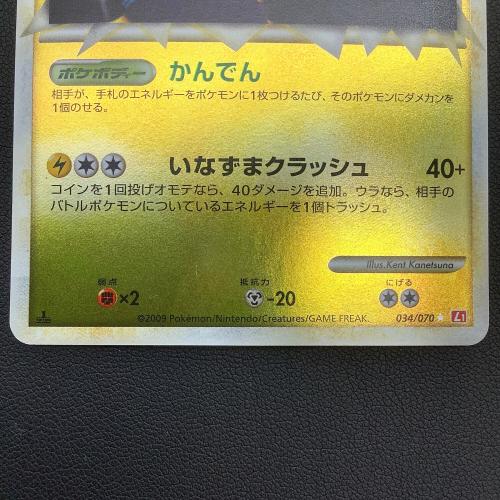 ポケボディー かんでん
相手が、手札のエネルギーをポケモンに1枚つけるたび、そのポケモンにダメカンを
1個のせる。
いなずまクラッシュ 40+
コインを1回投げオモテなら、40ダメージを追加。ウラなら、相手の
バトルポケモンについているエネルギーを1個トラッシュ。
Illus.Kent Kanetsuna
弱点 抵抗力 にげる
×2 -20
©2009 Pokémon/Nintendo/Creatures/GAME FREAK. 034/070 ★ L1